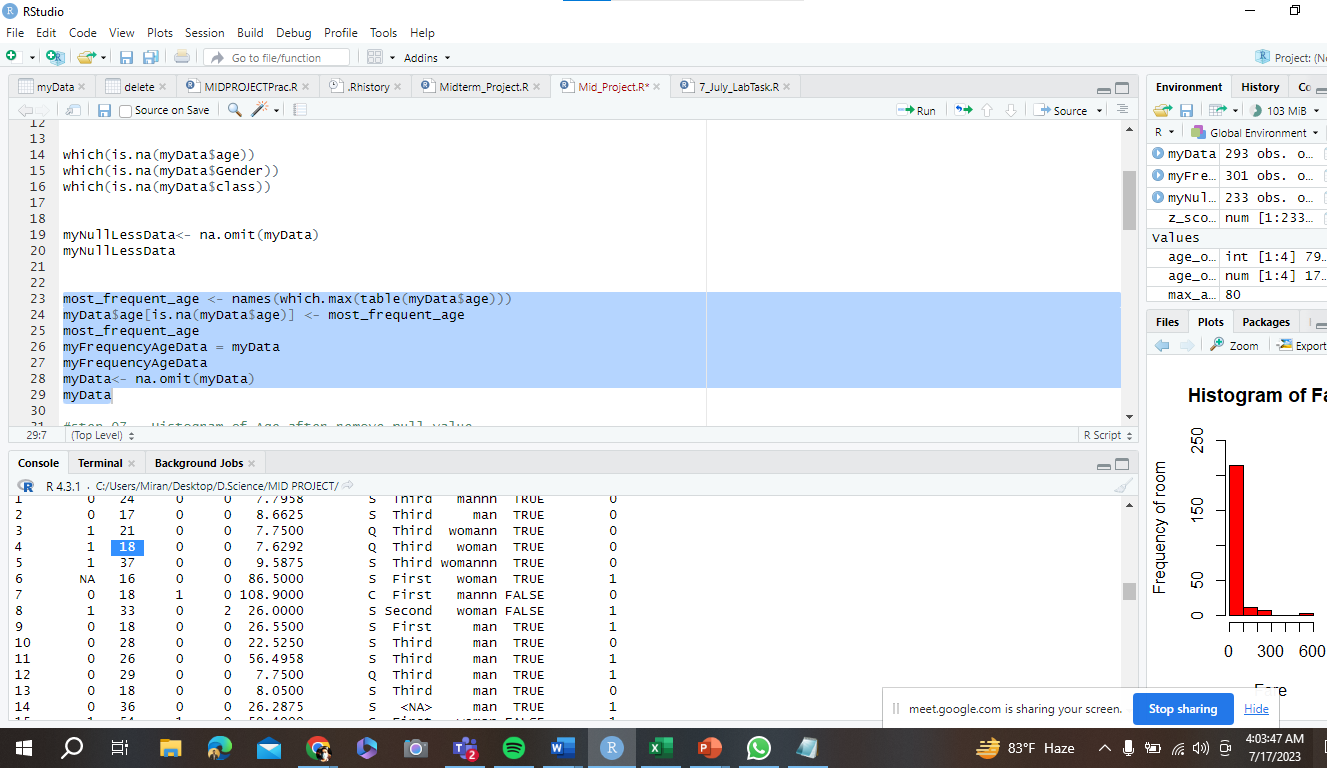 RStudio
File Edit Code View Plots Session Build Debug Profile Tools Help
Go to file/function Addins Project: (No
myData delete MIDPROJECTPrac.R .Rhistory Midterm_Project.R Mid_Project.R* 7_July_LabTask.R
Source on Save Run Source
12
13
14 which(is.na(myData$age))
15 which(is.na(myData$Gender))
16 which(is.na(myData$class))
17
18
19 myNullLessData<- na.omit(myData)
20 myNullLessData
21
22
23 most_frequent_age <- names(which.max(table(myData$age)))
24 myData$age[is.na(myData$age)] <- most_frequent_age
25 most_frequent_age
26 myFrequencyAgeData = myData
27 myFrequencyAgeData
28 myData<- na.omit(myData)
29 myData
30
31 #step 07 Histogram of Age after remove null value
29:7 (Top Level) R Script
Console Terminal Background Jobs
R 4.3.1 · C:/Users/Miran/Desktop/D.Science/MID PROJECT/
1 0 24 0 0 7.7958 S Third mannn TRUE 0
2 0 17 0 0 8.6625 S Third man TRUE 0
3 1 21 0 0 7.7500 Q Third womann TRUE 0
4 1 18 0 0 7.6292 Q Third woman TRUE 0
5 1 37 0 0 9.5875 S Third womannn TRUE 0
6 NA 16 0 0 86.5000 S First woman TRUE 1
7 0 18 1 0 108.9000 C First mannn FALSE 0
8 1 33 0 2 26.0000 S Second woman FALSE 1
9 0 18 0 0 26.5500 S First man TRUE 1
10 0 28 0 0 22.5250 S Third man TRUE 0
11 0 26 0 0 56.4958 S Third man TRUE 1
12 0 29 0 0 7.7500 Q Third man TRUE 1
13 0 18 0 0 8.0500 S Third man TRUE 0
14 0 36 0 0 26.2875 S <NA> man TRUE 1
Environment History Co
103 MiB
R Global Environment
myData 293 obs. o…
myFre… 301 obs. o…
myNul… 233 obs. o…
z_sco… num [1:233…
Values
age_o… int [1:4] 79…
age_o… num [1:4] 17…
max_a… 80
Files Plots Packages
Zoom Export
Histogram of Fa
Frequency of room
0 50 150 250
0 300 600
Fare
meet.google.com is sharing your screen. Stop sharing Hide
2
83°F Haze
4:03:47 AM
7/17/2023